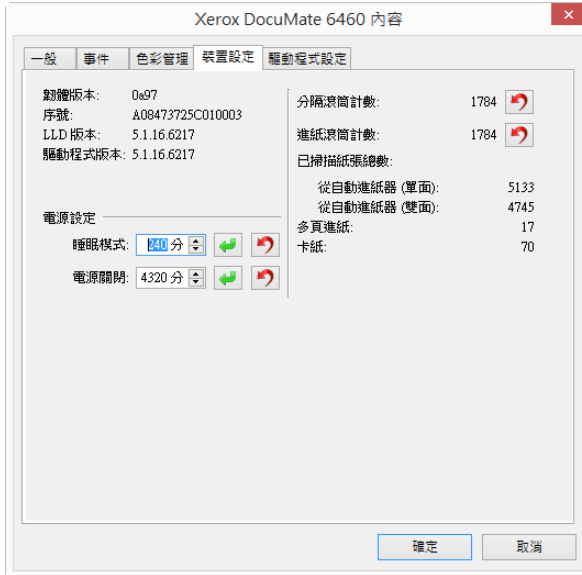 Xerox DocuMate 6460 內容
一般 事件 色彩管理 裝置設定 驅動程式設定
韌體版本: 0a97
序號: A08473725C010003
LLD 版本: 5.1.16.6217
驅動程式版本: 5.1.16.6217
電源設定
睡眠模式: 240 分
電源關閉: 4320 分
分隔滾筒計數: 1784
進紙滾筒計數: 1784
已掃描紙張總數:
從自動進紙器 (單面): 5133
從自動進紙器 (雙面): 4745
多頁進紙: 17
卡紙: 70
確定 取消